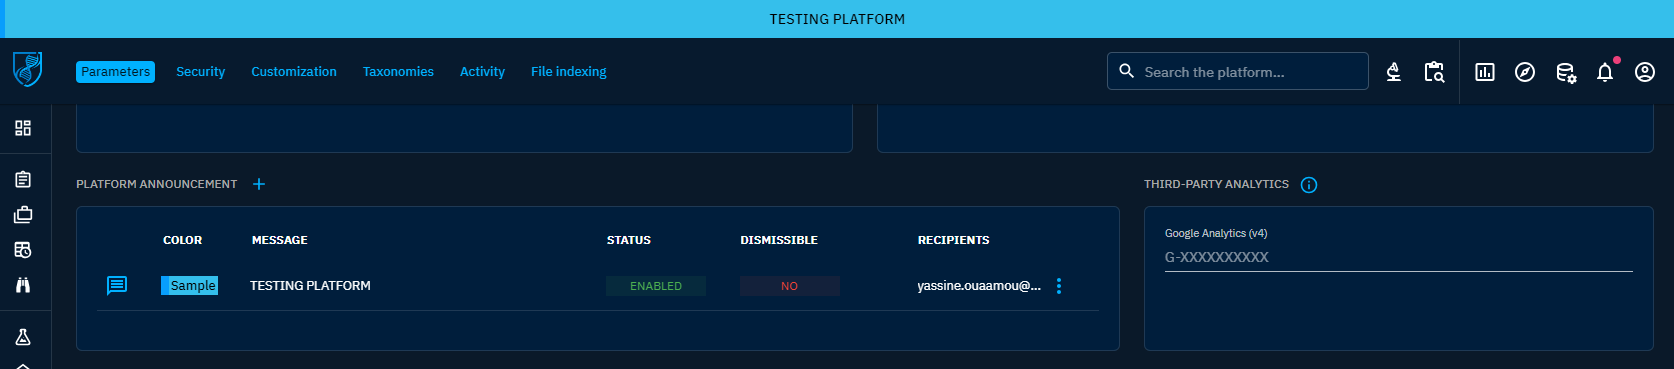 TESTING PLATFORM
Parameters Security Customization Taxonomies Activity File indexing Search the platform...
PLATFORM ANNOUNCEMENT
COLOR MESSAGE STATUS DISMISSIBLE RECIPIENTS
Sample TESTING PLATFORM ENABLED NO yassine.ouaamou@...
THIRD-PARTY ANALYTICS
Google Analytics (v4)
G-XXXXXXXXXX